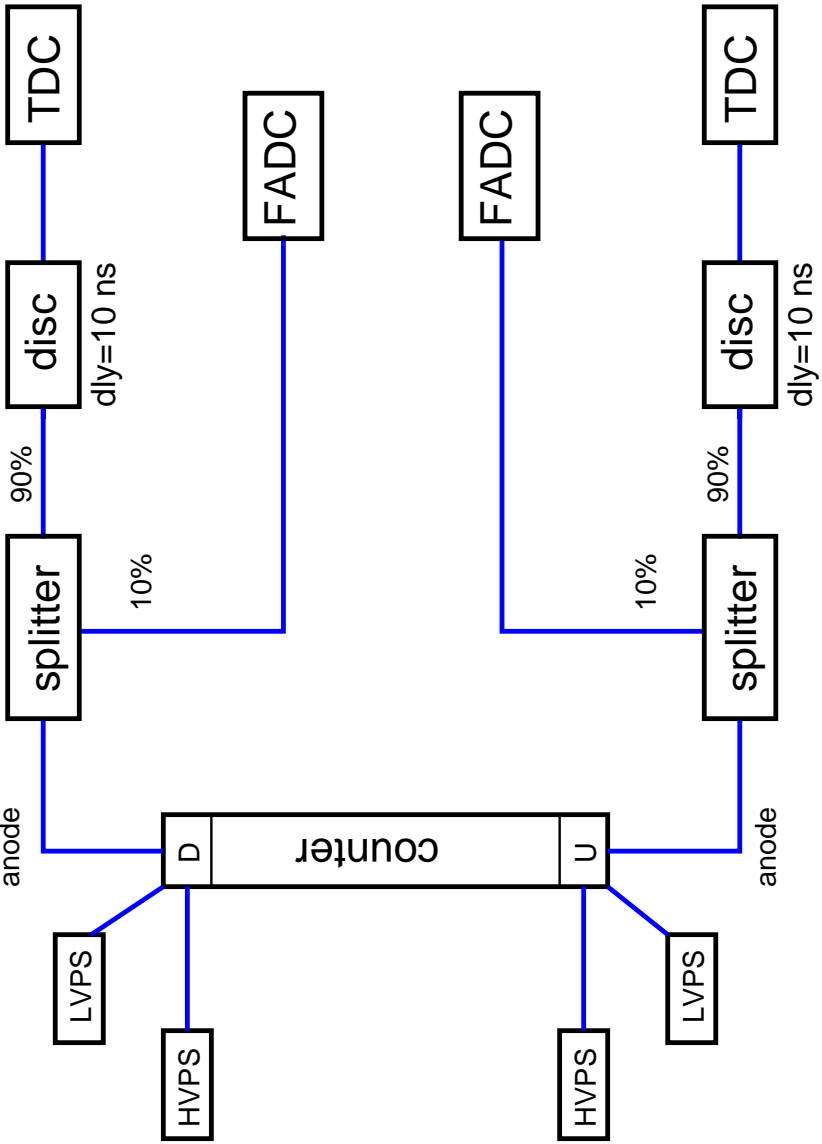 anode
90%
splitter
disc
TDC
LVPS
dly=10 ns
10%
HVPS
D
FADC
counter
FADC
HVPS
U
10%
LVPS
90%
splitter
disc
TDC
anode
dly=10 ns